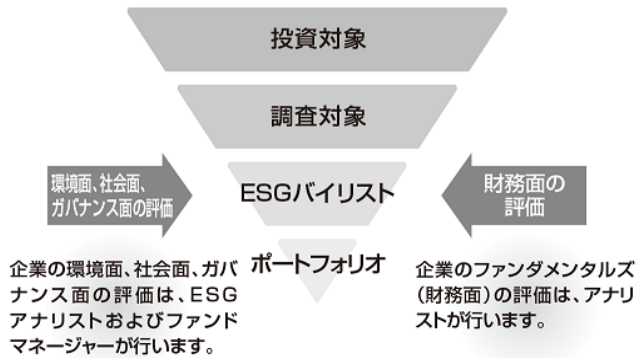 投資対象
調査対象
環境面、社会面、
ガバナンス面の評価
ESGバイリスト
財務面の
評価
ポートフォリオ
企業の環境面、社会面、ガバ
ナンス面の評価は、ESG
アナリストおよびファンド
マネージャーが行います。
企業のファンダメンタルズ
（財務面）の評価は、アナリ
ストが行います。